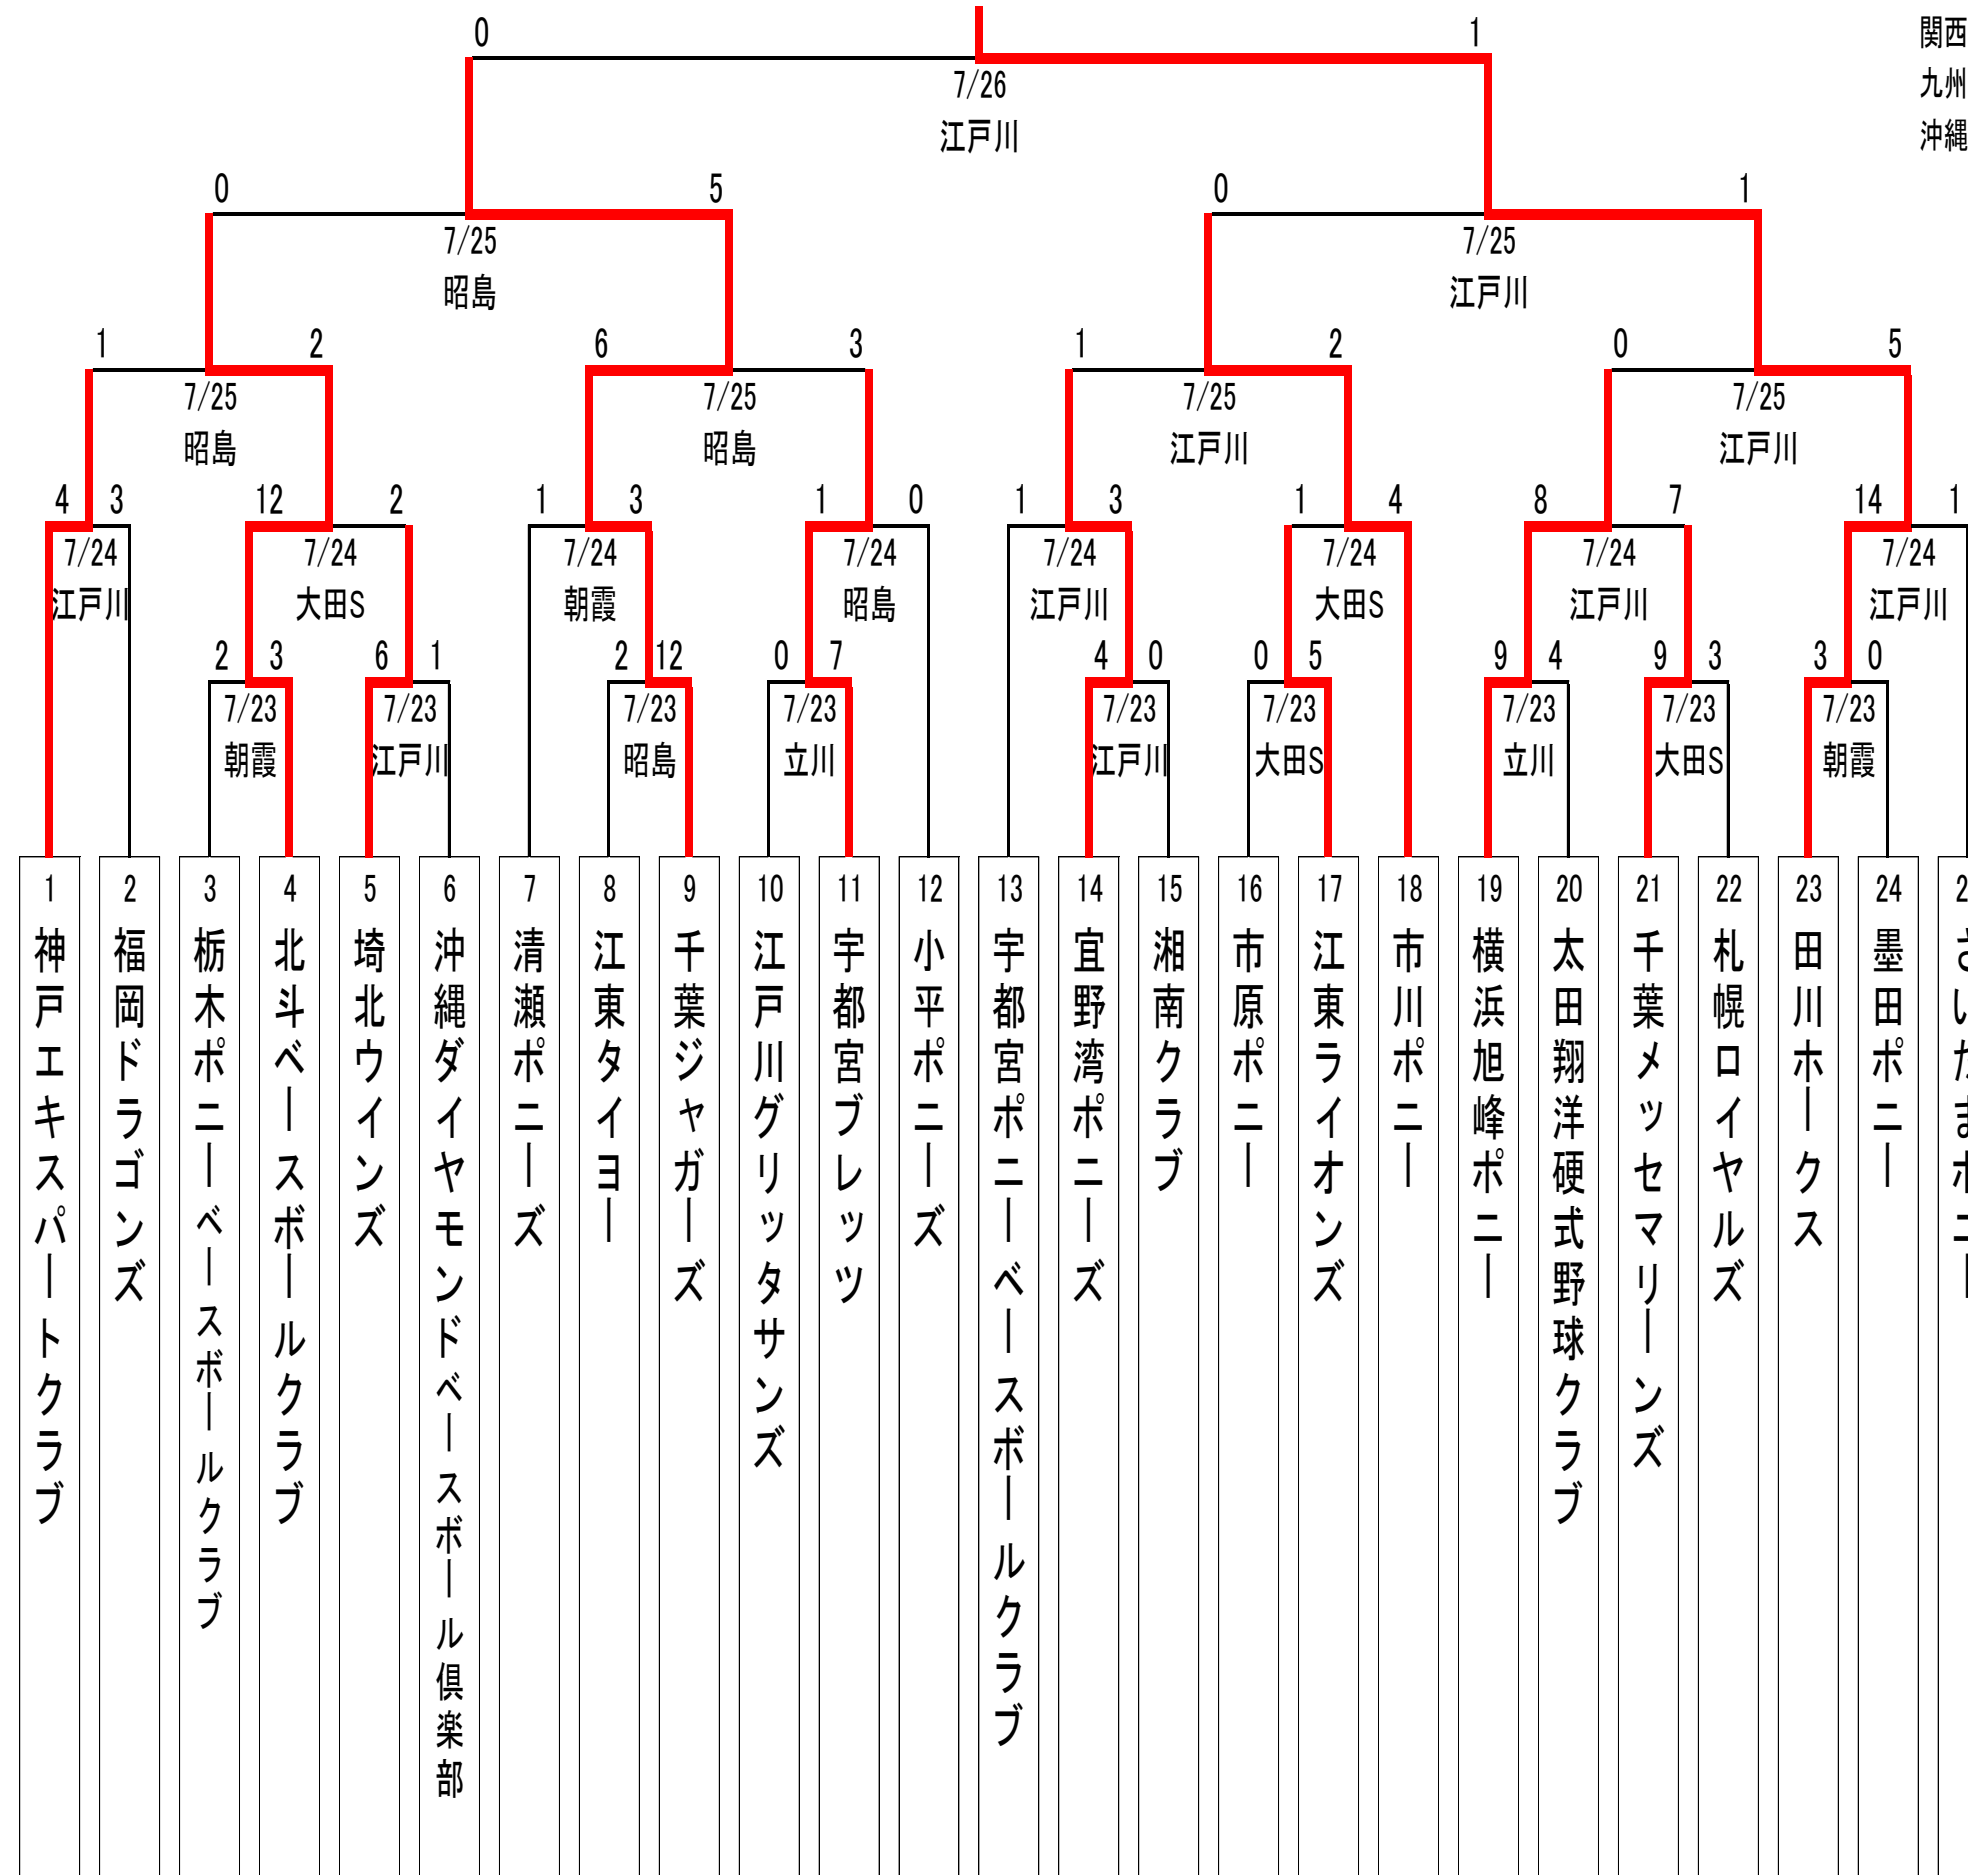 0 1
関西
九州
沖縄
7/26
江戸川
0 5 0 1
7/25 7/25
昭島 江戸川
1 2 6 3 1 2 0 5
7/25 7/25 7/25 7/25
昭島 昭島 江戸川 江戸川
4 3 12 2 1 3 1 0 1 3 1 4 8 7 14 1
7/24 7/24 7/24 7/24 7/24 7/24 7/24 7/24
江戸川 大田S 朝霞 昭島 江戸川 大田S 江戸川 江戸川
2 3 6 1 2 12 0 7 4 0 0 5 9 4 9 3 3 0
7/23 7/23 7/23 7/23 7/23 7/23 7/23 7/23 7/23
朝霞 江戸川 昭島 立川 江戸川 大田S 立川 大田S 朝霞
1 神戸エキスパートクラブ
2 福岡ドラゴンズ
3 栃木ポニーベースボールクラブ
4 北斗ベースボールクラブ
5 埼北ウインズ
6 沖縄ダイヤモンドベースボール倶楽部
7 清瀬ポニーズ
8 江東タイヨー
9 千葉ジャガーズ
10 江戸川グリッタサンズ
11 宇都宮ブレッツ
12 小平ポニーズ
13 宇都宮ポニーベースボールクラブ
14 宜野湾ポニーズ
15 湘南クラブ
16 市原ポニー
17 江東ライオンズ
18 市川ポニー
19 横浜旭峰ポニー
20 太田翔洋硬式野球クラブ
21 千葉メッセマリーンズ
22 札幌ロイヤルズ
23 田川ホークス
24 墨田ポニー